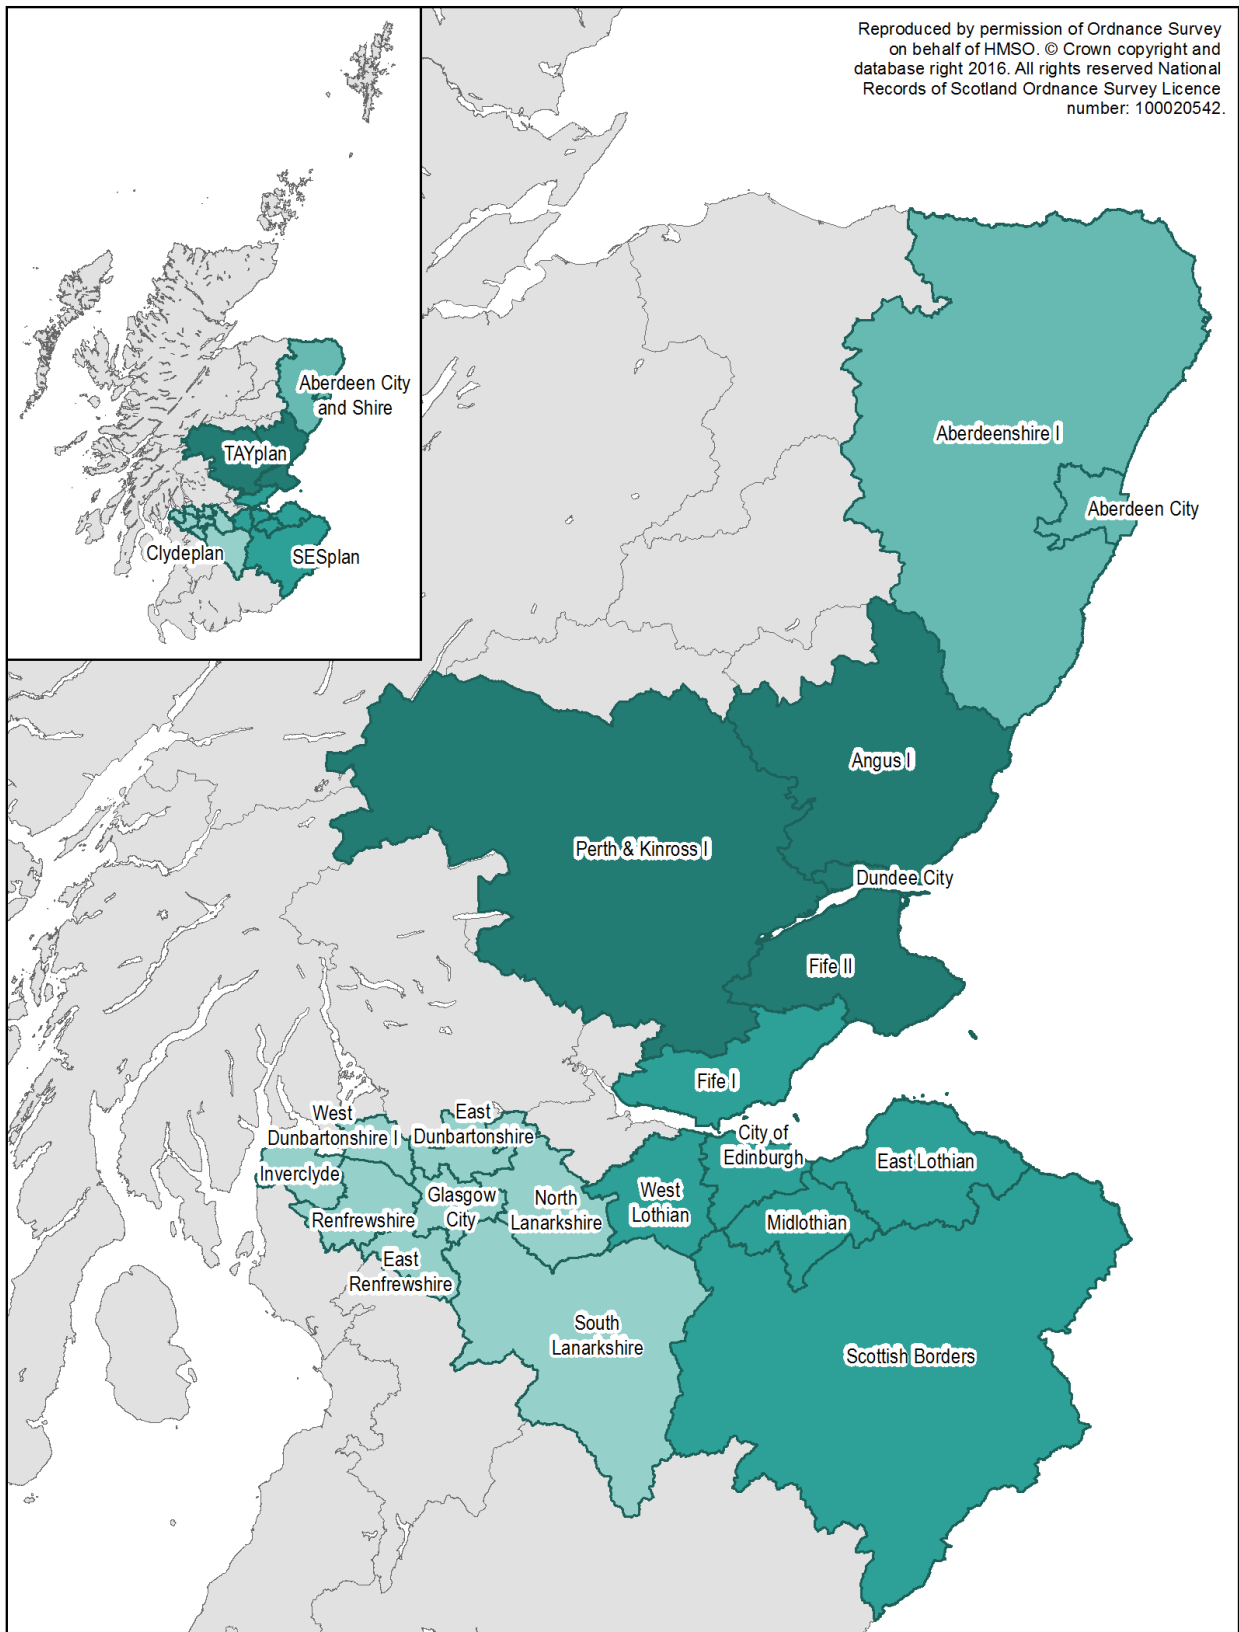 Reproduced by permission of Ordnance Survey
on behalf of HMSO. © Crown copyright and
database right 2016. All rights reserved National
Records of Scotland Ordnance Survey Licence
number: 100020542.
Aberdeen City
and Shire
TAYplan
Clydeplan
SESplan
Aberdeenshire I
Aberdeen City
Angus I
Perth & Kinross I
Dundee City
Fife II
Fife I
West
Dunbartonshire I
East
Dunbartonshire
City of
Edinburgh
East Lothian
Inverclyde
Glasgow
City
North
Lanarkshire
West
Lothian
Midlothian
Renfrewshire
East
Renfrewshire
South
Lanarkshire
Scottish Borders